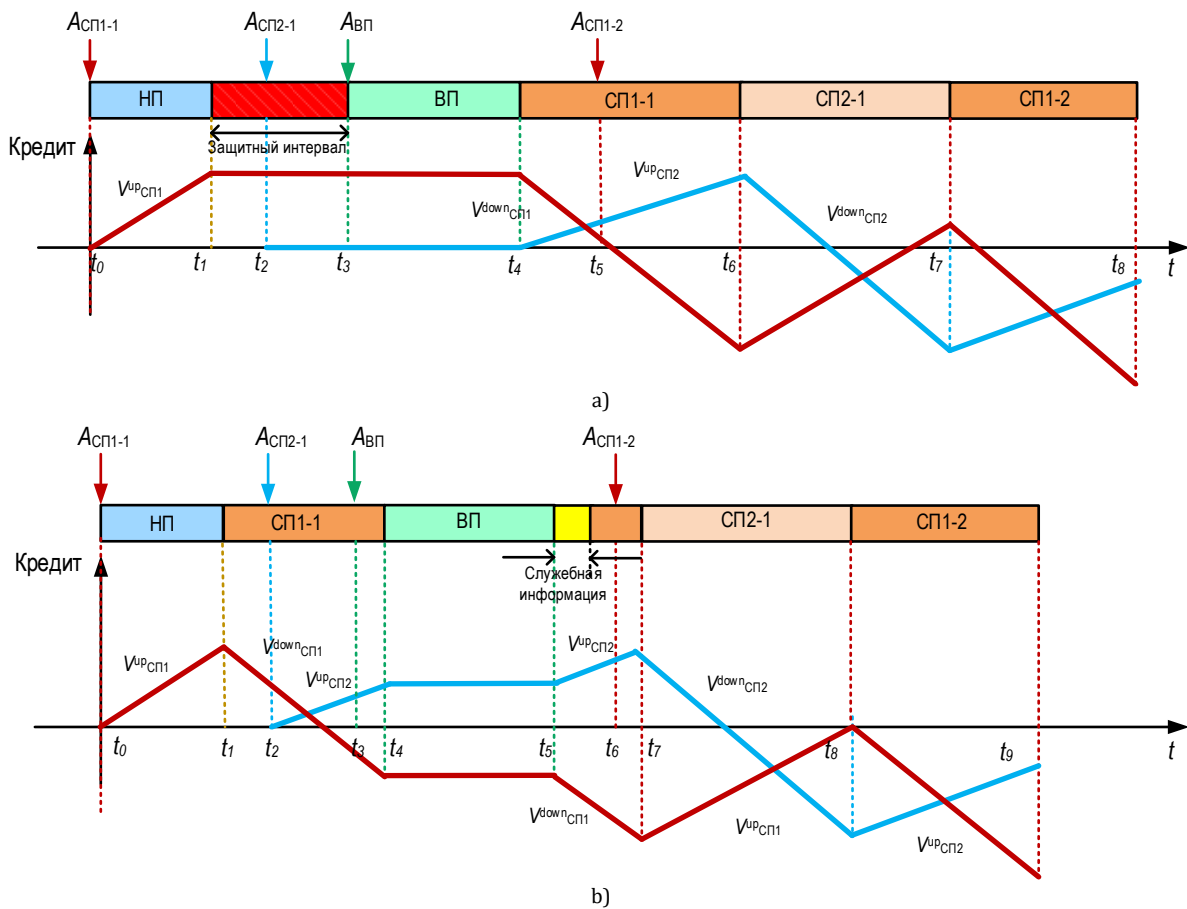 AСП1-1 AСП2-1 AВП AСП1-2
НП ВП СП1-1 СП2-1 СП1-2
Защитный интервал
Кредит
VupСП1 VdownСП1 VupСП2 VdownСП2
t0 t1 t2 t3 t4 t5 t6 t7 t8 t
a)
AСП1-1 AСП2-1 AВП AСП1-2
НП СП1-1 ВП СП2-1 СП1-2
Кредит
Служебная
информация
VupСП1 VdownСП1 VupСП2 VupСП2 VdownСП2
t0 t1 t2 t3 t4 t5 t6 t7 t8 t9 t
VdownСП1 VupСП1 VupСП2
b)